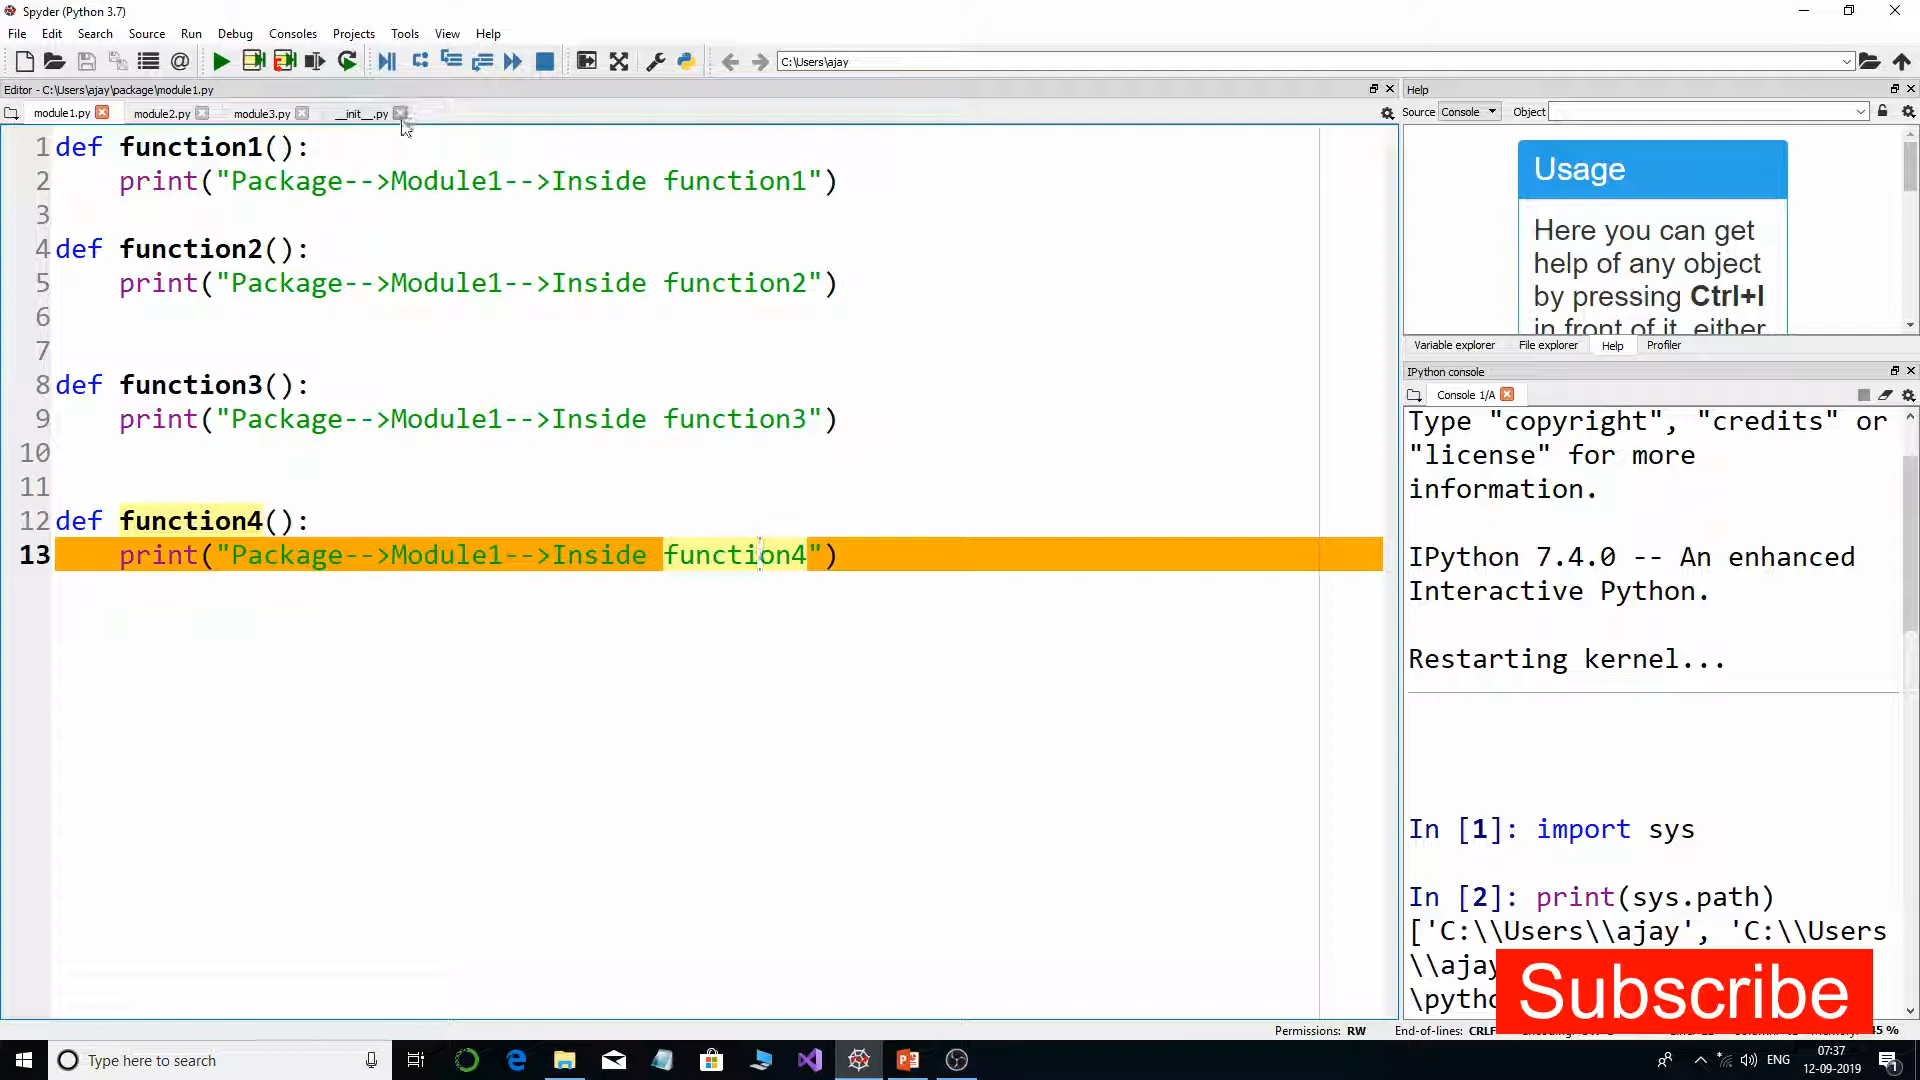 Spyder (Python 3.7)
File Edit Search Source Run Debug Consoles Projects Tools View Help
C:\Users\ajay
Editor - C:\Users\ajay\package\module1.py
module1.py module2.py module3.py __init__.py
1 def function1():
2 print("Package-->Module1-->Inside function1")
3
4 def function2():
5 print("Package-->Module1-->Inside function2")
6
7
8 def function3():
9 print("Package-->Module1-->Inside function3")
10
11
12 def function4():
13 print("Package-->Module1-->Inside function4")
Help
Source Console Object
Usage
Here you can get
help of any object
by pressing Ctrl+I
in front of it, either
Variable explorer File explorer Help Profiler
IPython console
Console 1/A
Type "copyright", "credits" or
"license" for more
information.
IPython 7.4.0 -- An enhanced
Interactive Python.
Restarting kernel...
In [1]: import sys
In [2]: print(sys.path)
['C:\\Users\\ajay', 'C:\\Users
\\ajay
\pytho
Subscribe
Permissions: RW End-of-lines: CRLF 45 %
Type here to search
ENG
07:37
12-09-2019
1